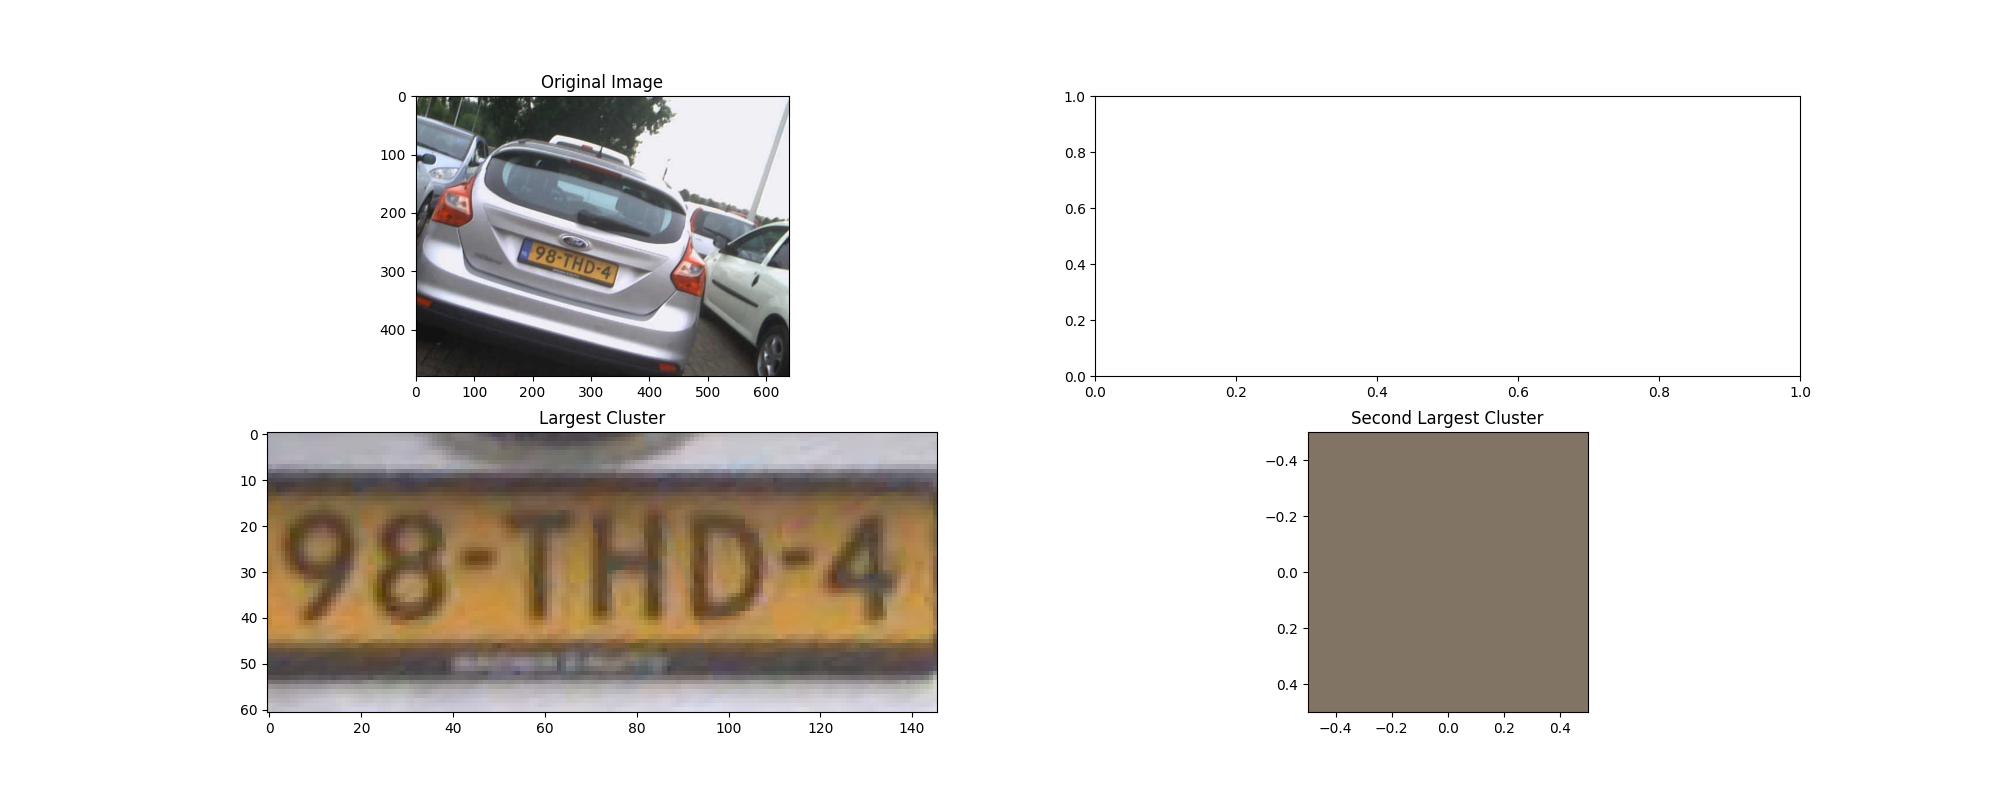 Original Image
0
100
200
300
400
0 100 200 300 400 500 600
Ford
98-THD-4
1.0
0.8
0.6
0.4
0.2
0.0
0.0 0.2 0.4 0.6 0.8 1.0
Largest Cluster
0
10
20
30
40
50
60
0 20 40 60 80 100 120 140
98-THD-4
Second Largest Cluster
−0.4
−0.2
0.0
0.2
0.4
−0.4 −0.2 0.0 0.2 0.4